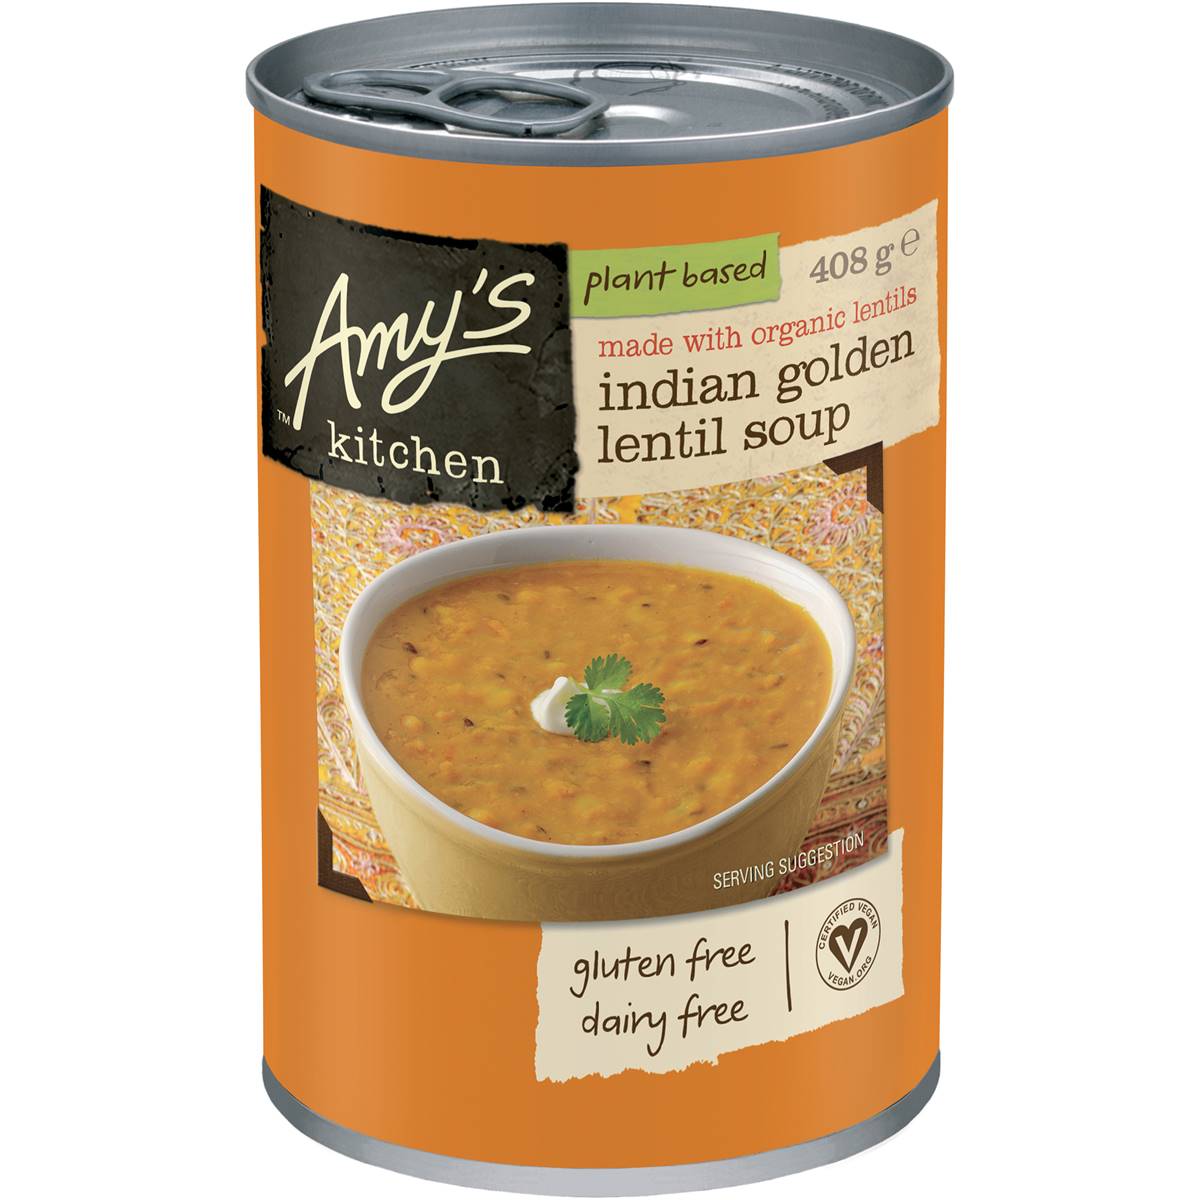 Amy's
™
kitchen
plant based
408 g ℮
made with organic lentils
indian golden
lentil soup
SERVING SUGGESTION
gluten free
dairy free
CERTIFIED VEGAN
VEGAN.ORG